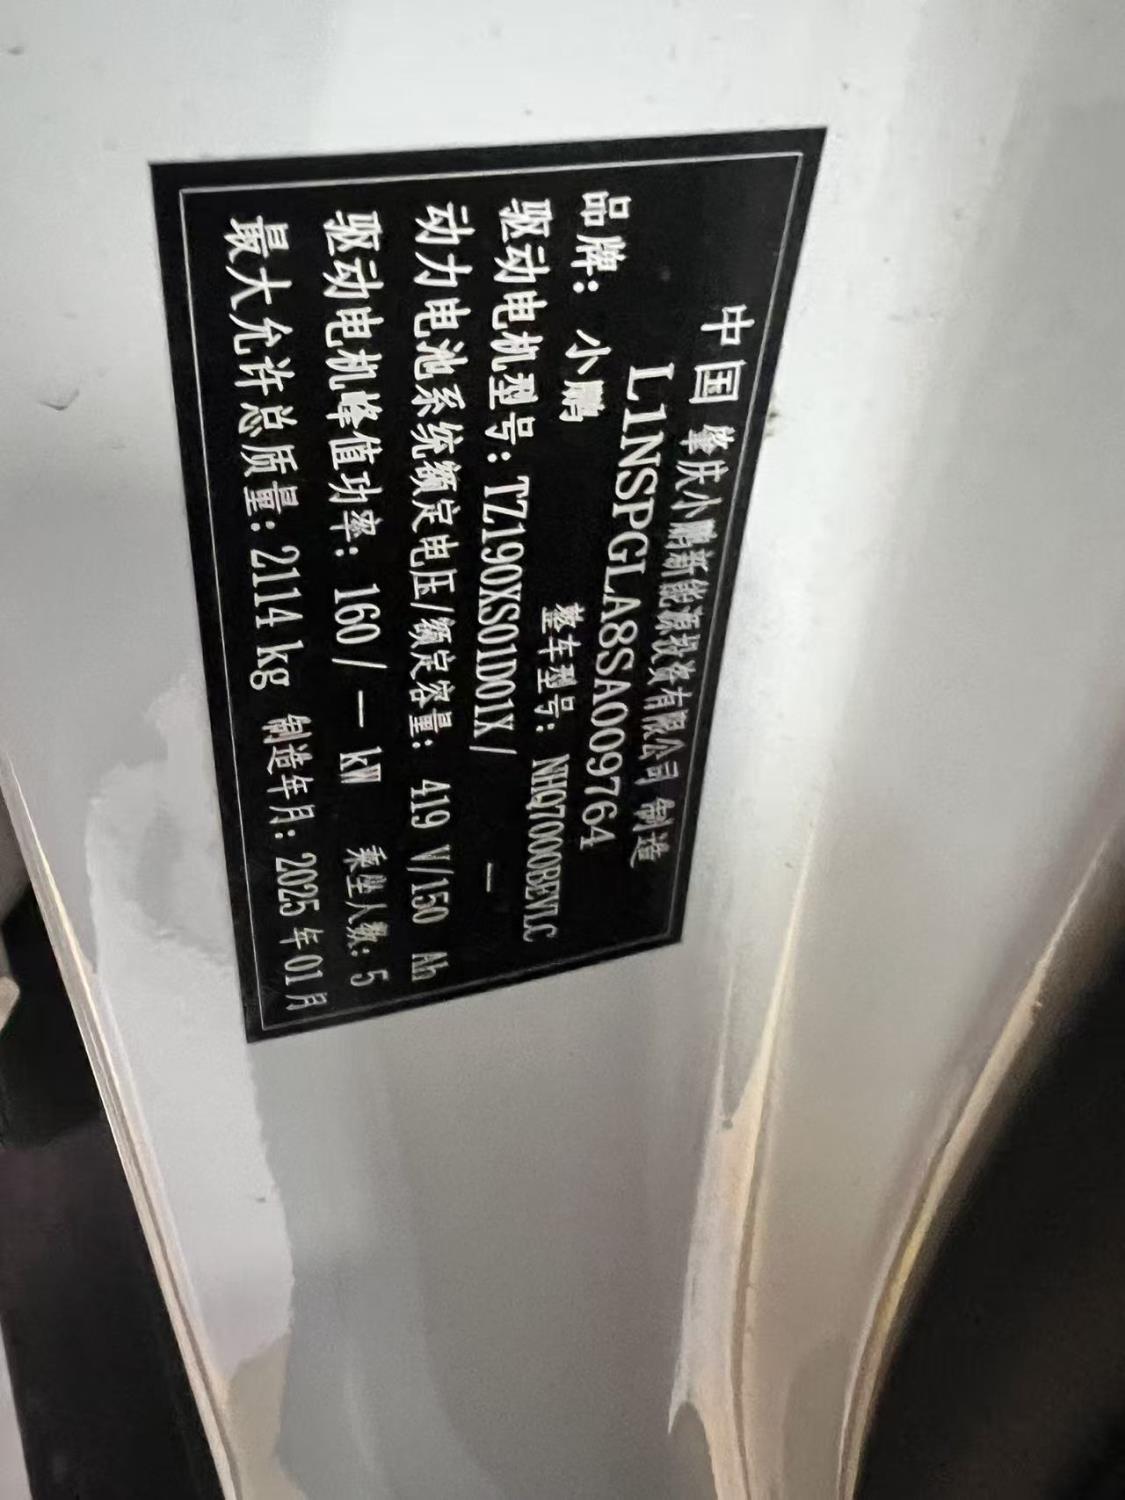 中国 肇庆小鹏新能源投资有限公司 制造
L1NSPGLA8SA009764
品牌: 小鹏 整车型号: NHQ7000BEVLC
驱动电机型号: TZ190XS01D01X/ —
动力电池系统额定电压/额定容量: 419 V/150 Ah
驱动电机峰值功率: 160/ — kW 乘坐人数: 5
最大允许总质量: 2114 kg 制造年月: 2025 年 01 月